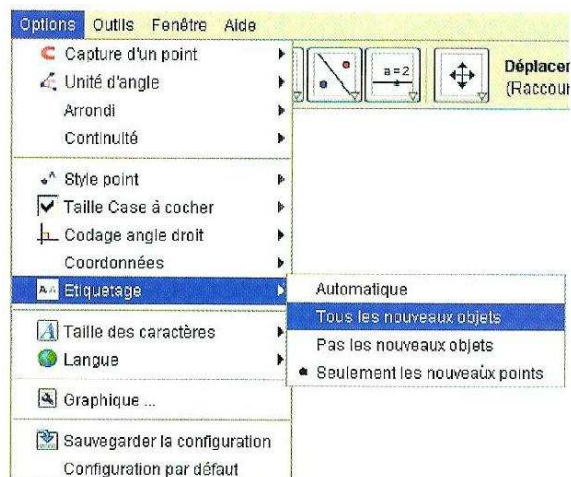 Options Outils Fenêtre Aide
Capture d'un point
Unité d'angle
Arrondi
Continuité
a=2
Déplacer
(Raccour
Style point
Taille Case à cocher
Codage angle droit
Coordonnées
AA Etiquetage
Automatique
Tous les nouveaux objets
Pas les nouveaux objets
Seulement les nouveaux points
A Taille des caractères
Langue
Graphique ...
Sauvegarder la configuration
Configuration par défaut